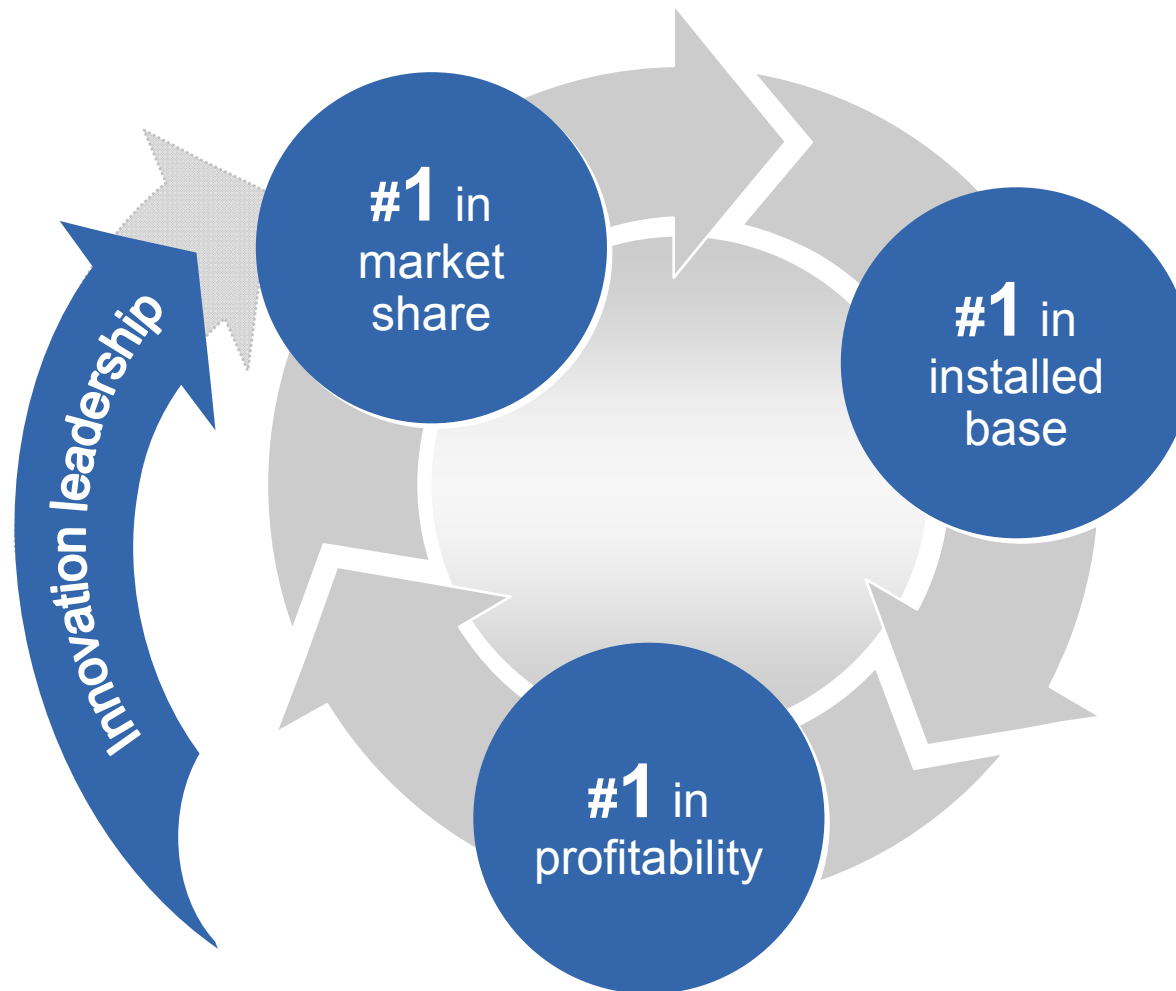 #1 in
market
share
#1 in
installed
base
#1 in
profitability
Innovation leadership